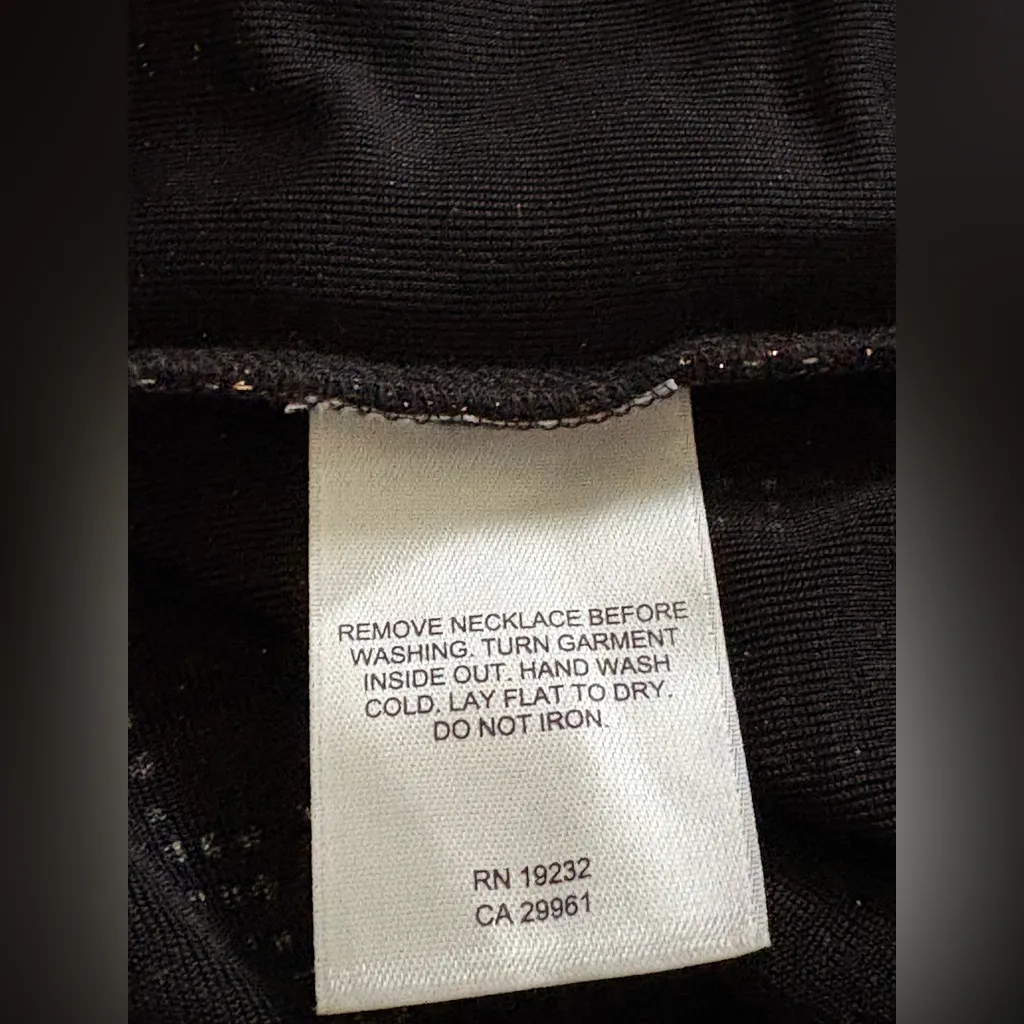 REMOVE NECKLACE BEFORE
WASHING. TURN GARMENT
INSIDE OUT. HAND WASH
COLD. LAY FLAT TO DRY.
DO NOT IRON.
RN 19232
CA 29961